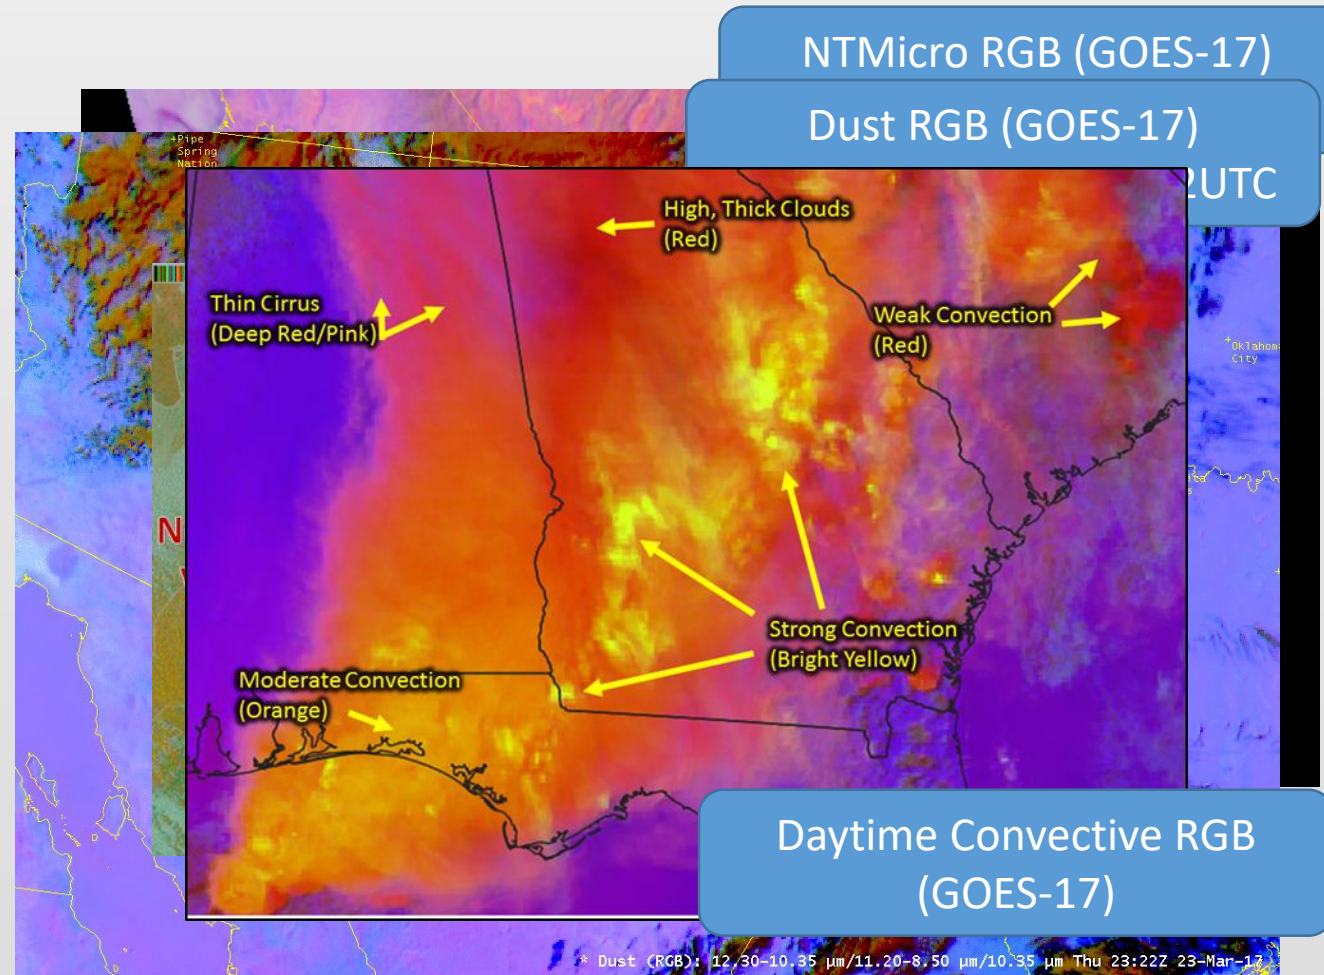 NTMicro RGB (GOES-17)
Dust RGB (GOES-17)
2UTC
+Pipe
Spring
Nation
High, Thick Clouds
(Red)
Thin Cirrus
(Deep Red/Pink)
Weak Convection
(Red)
+Oklahom
City
N
Strong Convection
(Bright Yellow)
Moderate Convection
(Orange)
Daytime Convective RGB
(GOES-17)
* Dust (RGB): 12.30-10.35 µm/11.20-8.50 µm/10.35 µm Thu 23:22Z 23-Mar-17